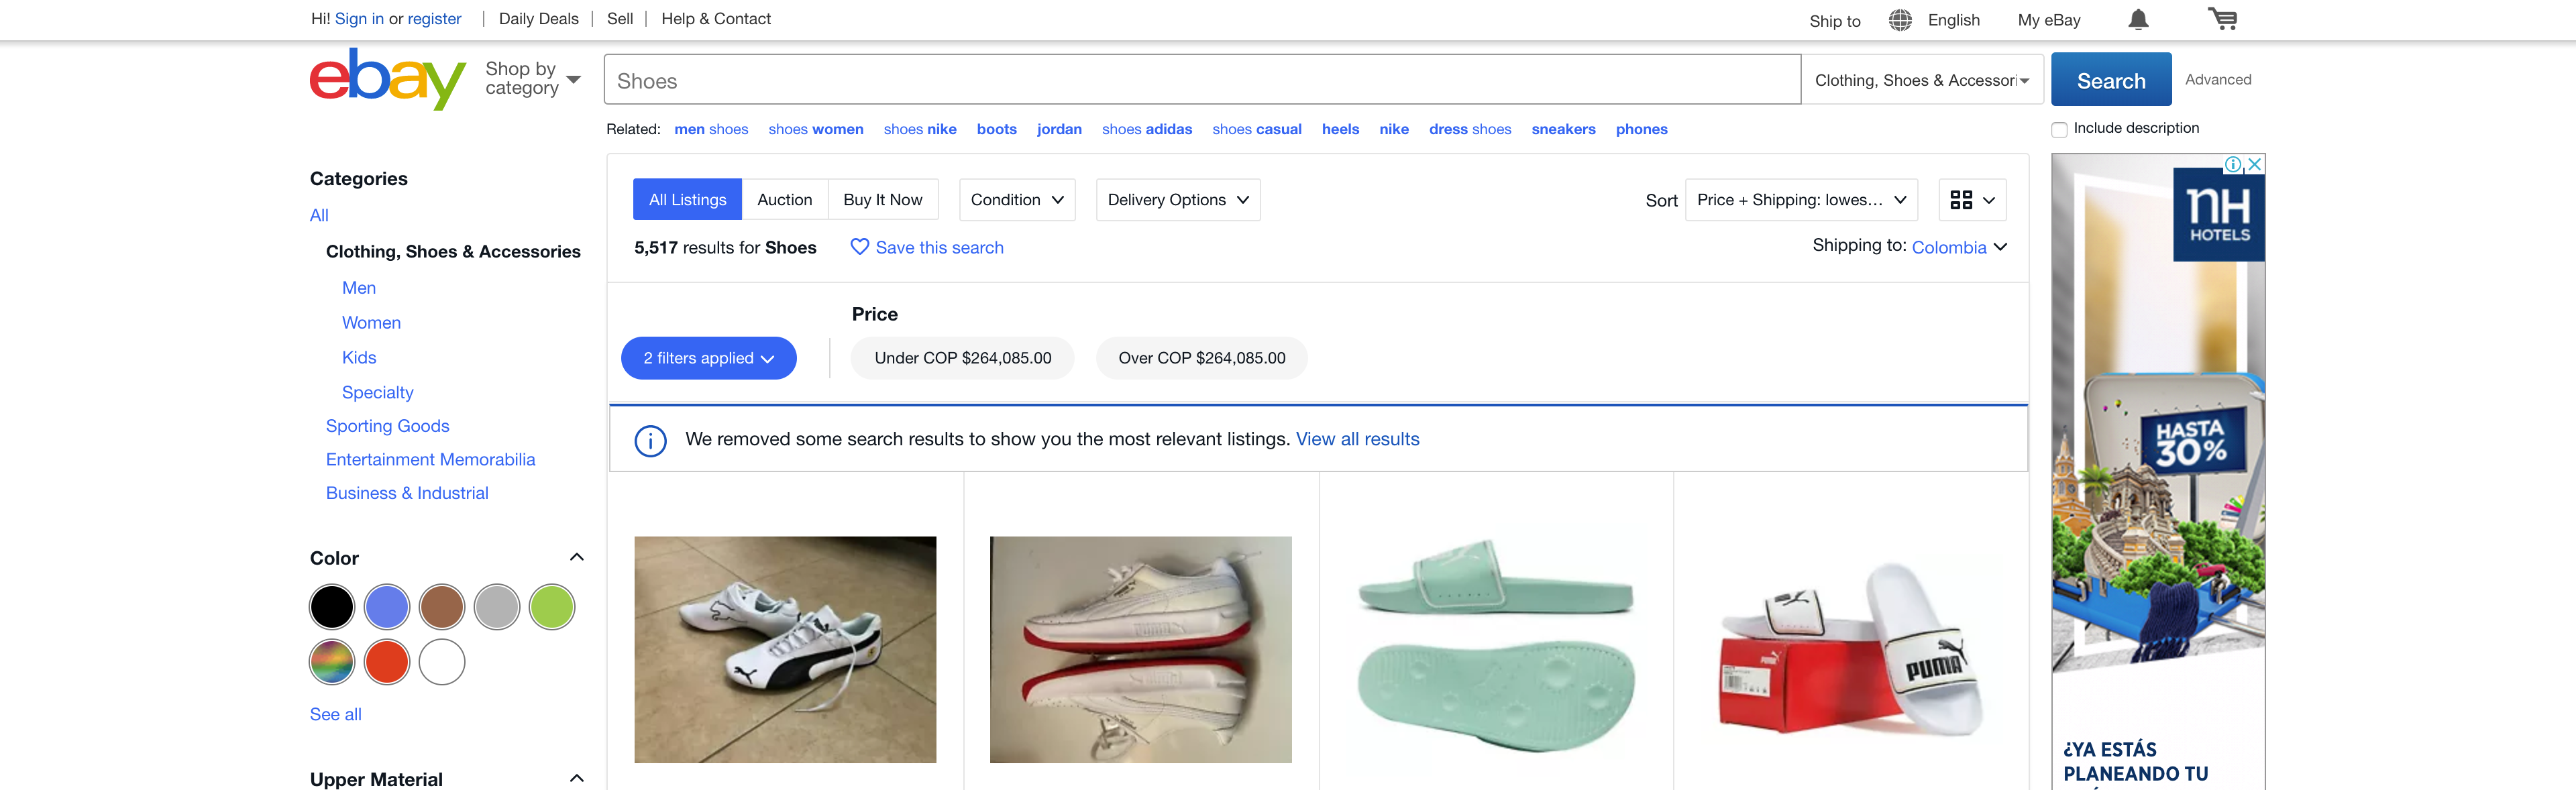 Hi! Sign in or register
Daily Deals
Sell
Help & Contact
Ship to
English
My eBay
ebay
Shop by
category
Shoes
Clothing, Shoes & Accessori
Search
Advanced
Related: men shoes shoes women shoes nike boots jordan shoes adidas shoes casual heels nike dress shoes sneakers phones
Include description
Categories
All
Clothing, Shoes & Accessories
Men
Women
Kids
Specialty
Sporting Goods
Entertainment Memorabilia
Business & Industrial
Color
See all
Upper Material
All Listings
Auction
Buy It Now
Condition
Delivery Options
Sort
Price + Shipping: lowes...
5,517 results for Shoes
Save this search
Shipping to: Colombia
Price
2 filters applied
Under COP $264,085.00
Over COP $264,085.00
We removed some search results to show you the most relevant listings. View all results
PUMA
nH
HOTELS
HASTA
30%
¿YA ESTÁS
PLANEANDO TU